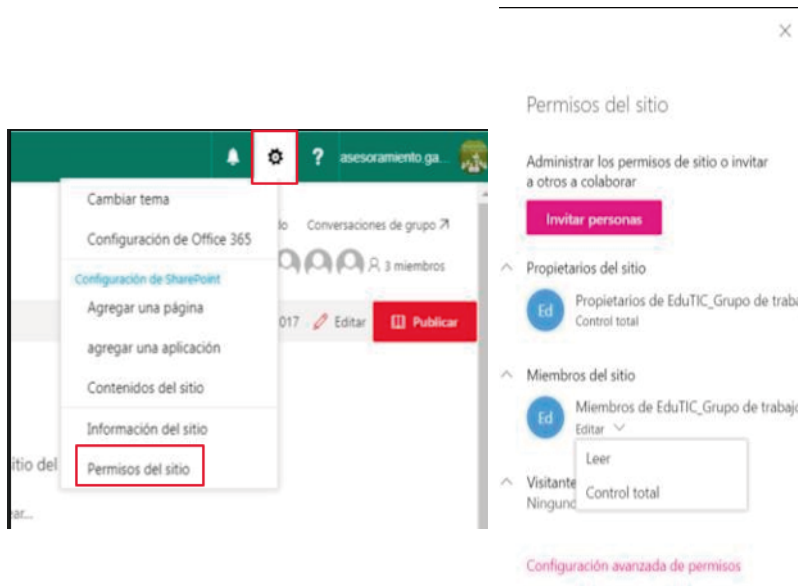 ? asesoramiento.ga...
Cambiar tema
Configuración de Office 365
Conversaciones de grupo
3 miembros
Configuración de SharePoint
Agregar una página
017 Editar Publicar
agregar una aplicación
Contenidos del sitio
Información del sitio
itio del
Permisos del sitio
ar...
Permisos del sitio
Administrar los permisos de sitio o invitar
a otros a colaborar
Invitar personas
Propietarios del sitio
Ed
Propietarios de EduTIC_Grupo de traba
Control total
Miembros del sitio
Ed
Miembros de EduTIC_Grupo de trabajo
Editar
Leer
Control total
Visitante
Ninguno
Configuración avanzada de permisos